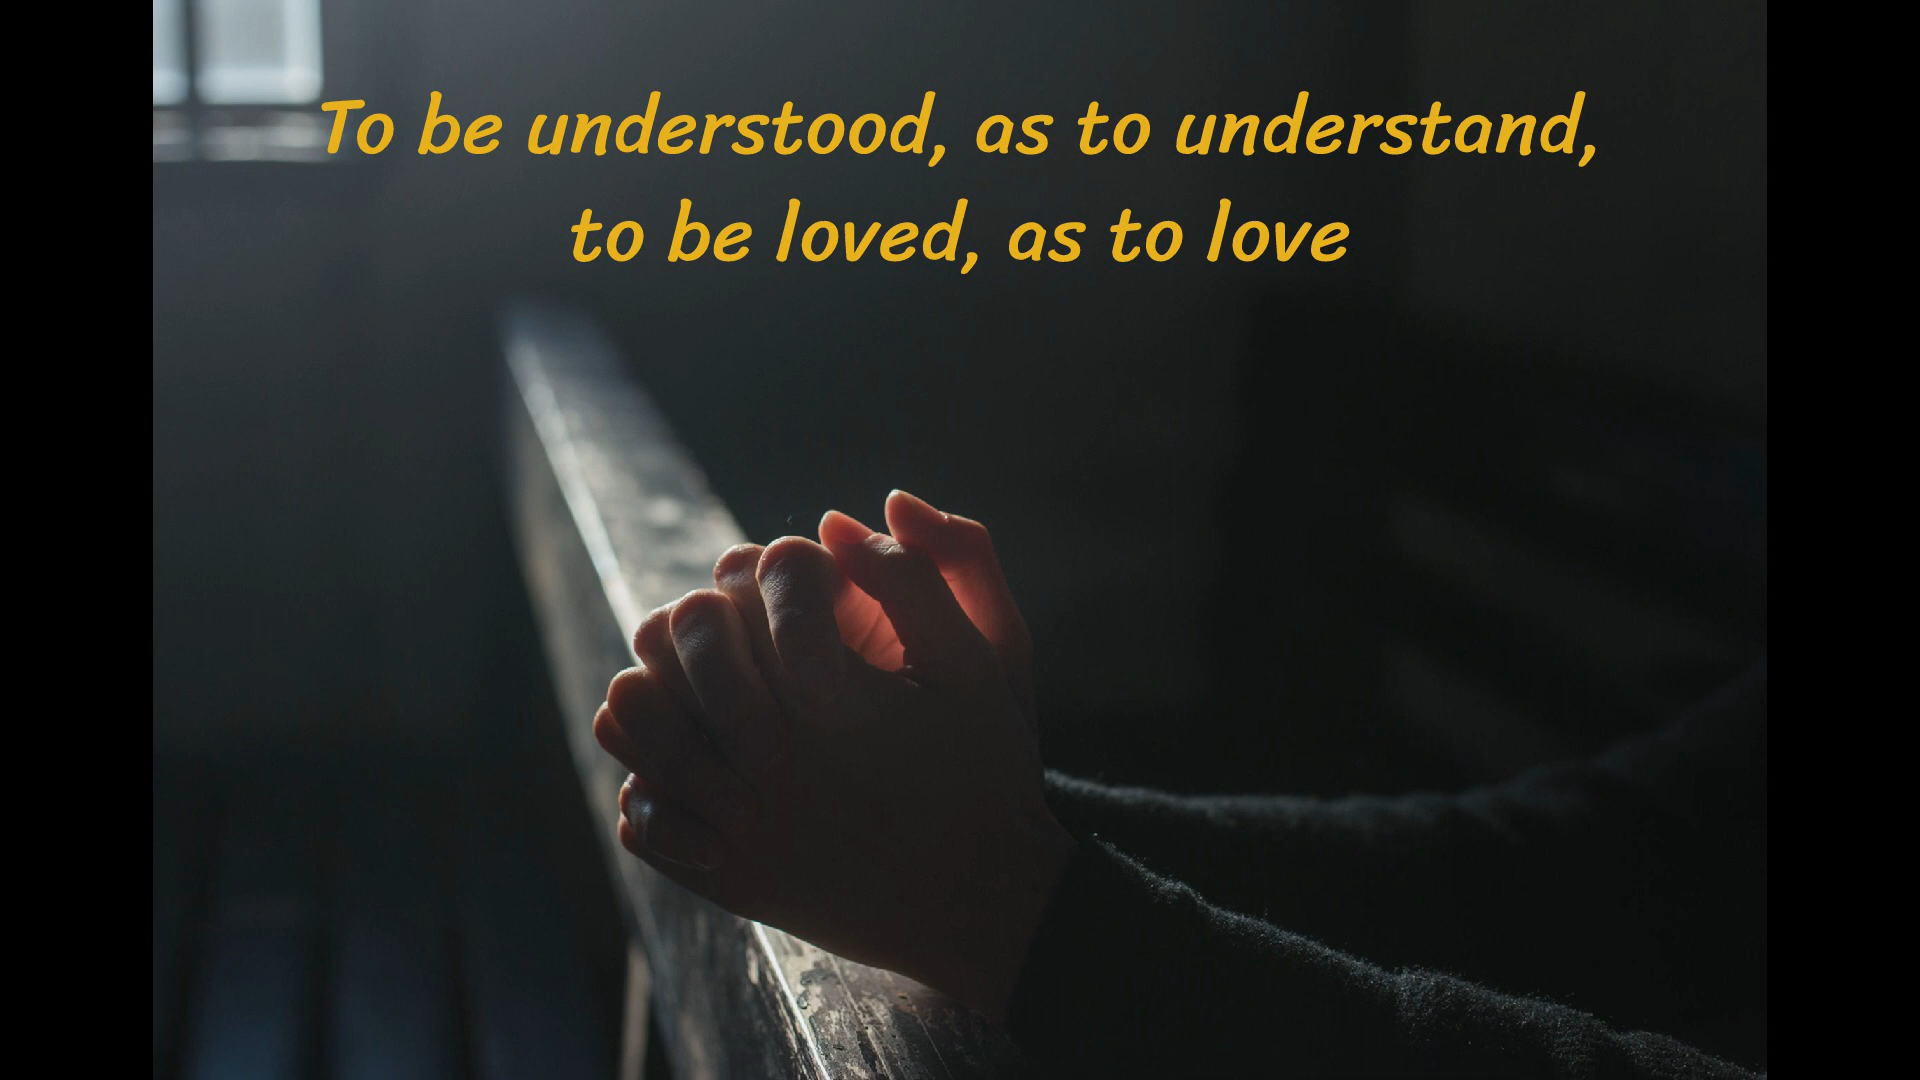 To be understood, as to understand,
to be loved, as to love